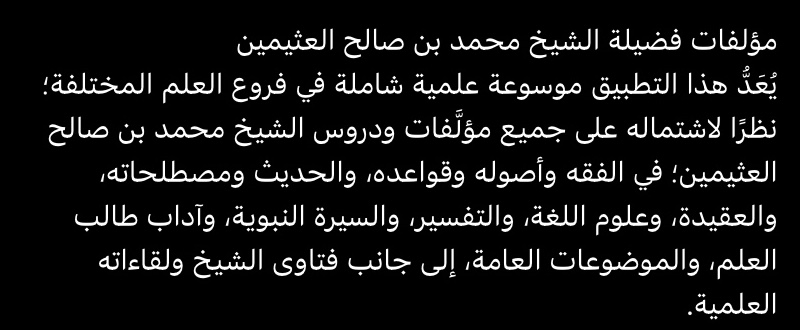 مؤلفات فضيلة الشيخ محمد بن صالح العثيمين
يُعَدُّ هذا التطبيق موسوعة علمية شاملة في فروع العلم المختلفة؛
نظرًا لاشتماله على جميع مؤلَّفات ودروس الشيخ محمد بن صالح
العثيمين؛ في الفقه وأصوله وقواعده، والحديث ومصطلحاته،
والعقيدة، وعلوم اللغة، والتفسير، والسيرة النبوية، وآداب طالب
العلم، والموضوعات العامة، إلى جانب فتاوى الشيخ ولقاءاته
العلمية.